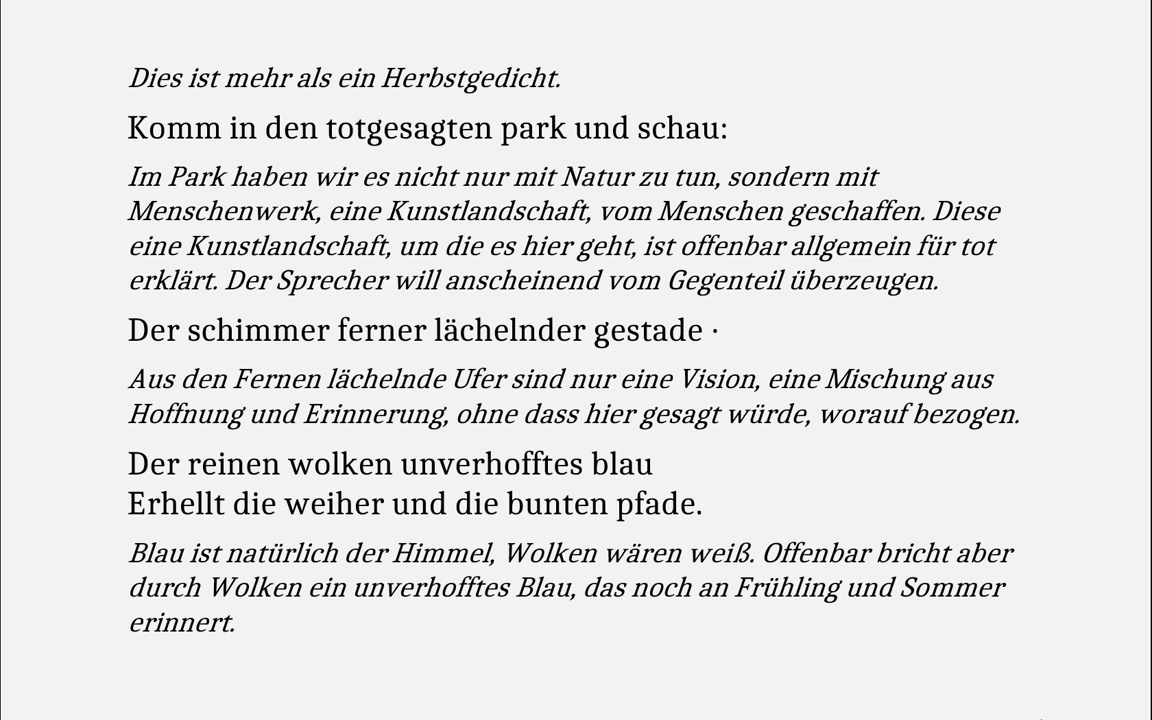 Dies ist mehr als ein Herbstgedicht.
Komm in den totgesagten park und schau:
Im Park haben wir es nicht nur mit Natur zu tun, sondern mit
Menschenwerk, eine Kunstlandschaft, vom Menschen geschaffen. Diese
eine Kunstlandschaft, um die es hier geht, ist offenbar allgemein für tot
erklärt. Der Sprecher will anscheinend vom Gegenteil überzeugen.
Der schimmer ferner lächelnder gestade ·
Aus den Fernen lächelnde Ufer sind nur eine Vision, eine Mischung aus
Hoffnung und Erinnerung, ohne dass hier gesagt würde, worauf bezogen.
Der reinen wolken unverhofftes blau
Erhellt die weiher und die bunten pfade.
Blau ist natürlich der Himmel, Wolken wären weiß. Offenbar bricht aber
durch Wolken ein unverhofftes Blau, das noch an Frühling und Sommer
erinnert.